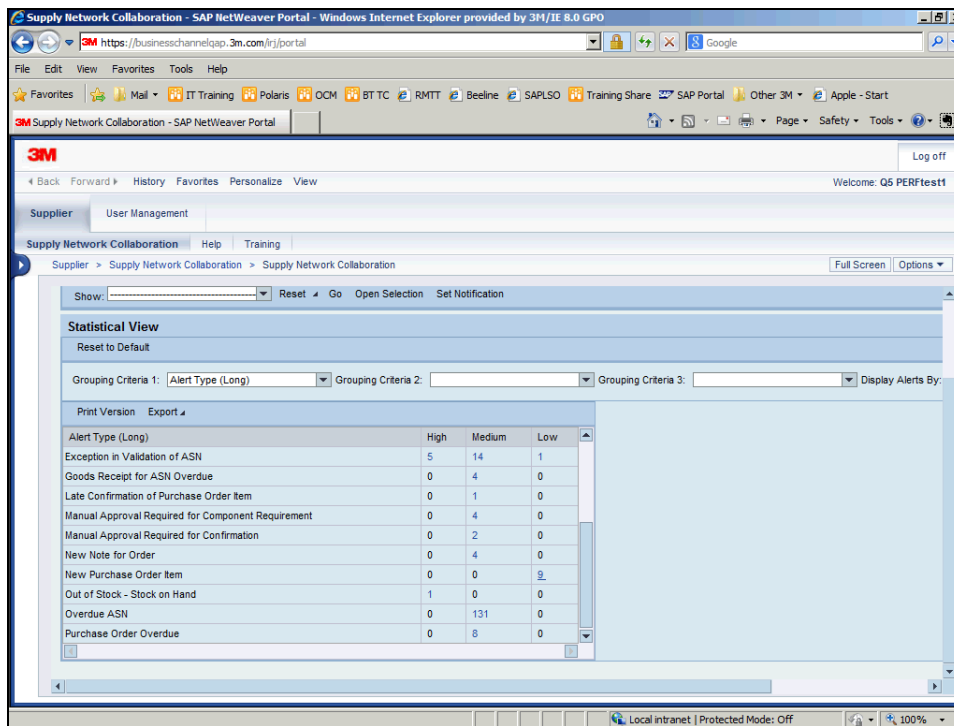 Supply Network Collaboration - SAP NetWeaver Portal - Windows Internet Explorer provided by 3M/IE 8.0 GPO
3M https://businesschannelqap.3m.com/irj/portal Google
File Edit View Favorites Tools Help
Favorites Mail IT Training Polaris OCM BT TC RMTT Beeline SAPLSO Training Share SAP Portal Other 3M Apple - Start
3M Supply Network Collaboration - SAP NetWeaver Portal Page Safety Tools
3M Log off
Back Forward History Favorites Personalize View Welcome: Q5 PERFtest1
Supplier User Management
Supply Network Collaboration Help Training
Supplier > Supply Network Collaboration > Supply Network Collaboration Full Screen Options
Show: Reset Go Open Selection Set Notification
Statistical View
Reset to Default
Grouping Criteria 1: Alert Type (Long) Grouping Criteria 2: Grouping Criteria 3: Display Alerts By:
Print Version Export
Alert Type (Long) High Medium Low
Exception in Validation of ASN 5 14 1
Goods Receipt for ASN Overdue 0 4 0
Late Confirmation of Purchase Order Item 0 1 0
Manual Approval Required for Component Requirement 0 4 0
Manual Approval Required for Confirmation 0 2 0
New Note for Order 0 4 0
New Purchase Order Item 0 0 9
Out of Stock - Stock on Hand 1 0 0
Overdue ASN 0 131 0
Purchase Order Overdue 0 8 0
Local intranet | Protected Mode: Off 100%